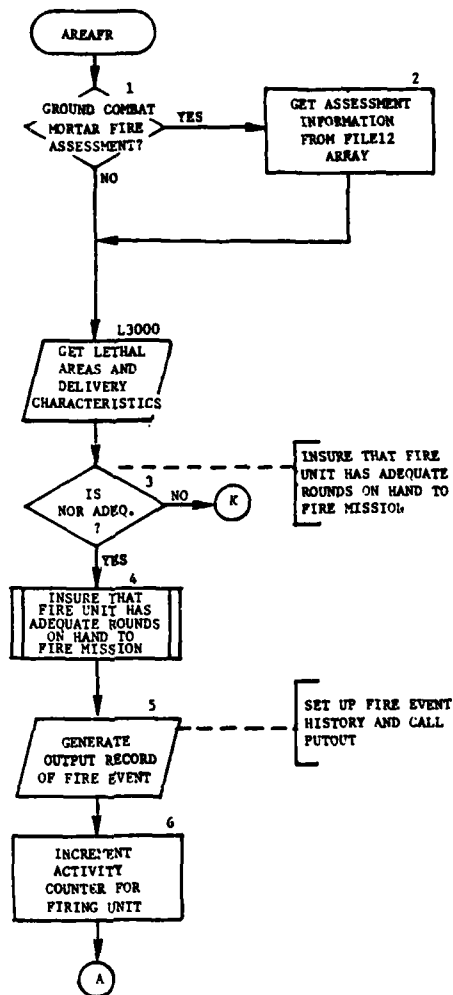 AREAFR
1
GROUND COMBAT
MORTAR FIRE
ASSESSMENT?
YES
NO
2
GET ASSESSMENT
INFORMATION
FROM FILE12
ARRAY
L3000
GET LETHAL
AREAS AND
DELIVERY
CHARACTERISTICS
3
IS
NOR ADEQ.
?
NO
K
YES
INSURE THAT FIRE
UNIT HAS ADEQUATE
ROUNDS ON HAND TO
FIRE MISSION
4
INSURE THAT
FIRE UNIT HAS
ADEQUATE ROUNDS
ON HAND TO
FIRE MISSION
5
GENERATE
OUTPUT RECORD
OF FIRE EVENT
SET UP FIRE EVENT
HISTORY AND CALL
PUTOUT
6
INCREMENT
ACTIVITY
COUNTER FOR
FIRING UNIT
A